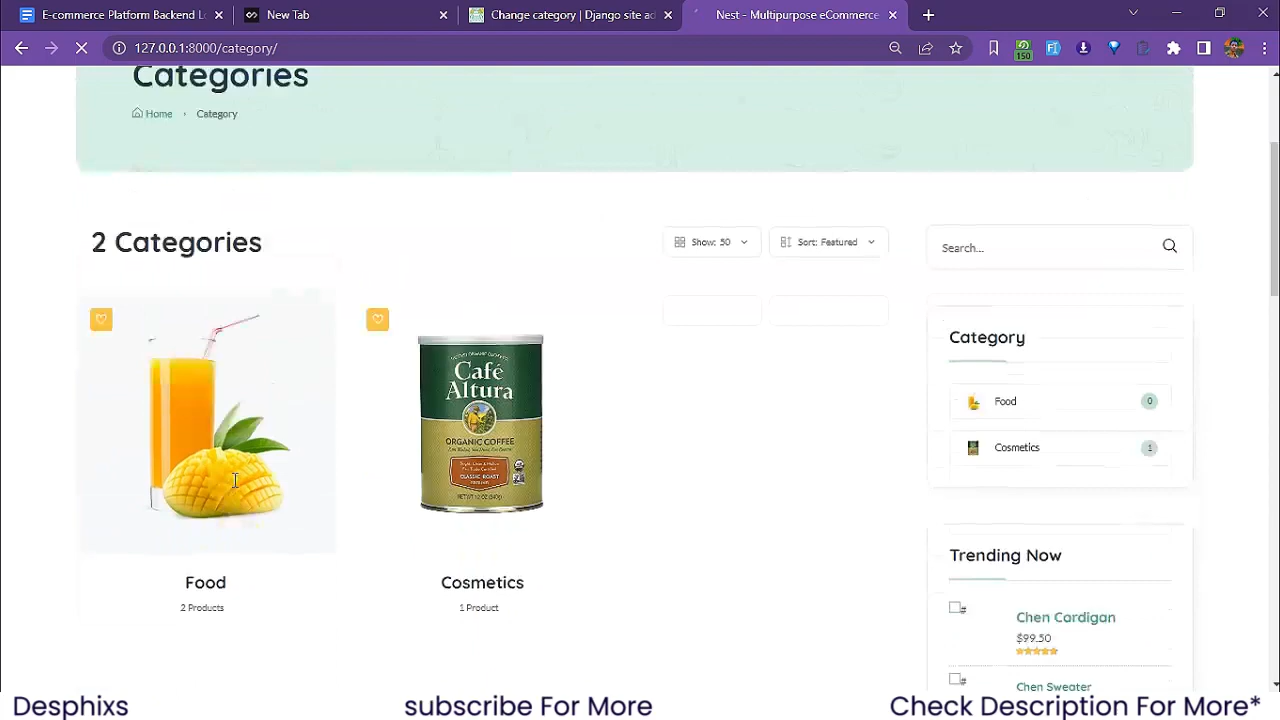 E-commerce Platform Backend Lo
New Tab
Change category | Django site ad
Nest - Multipurpose eCommerce
127.0.0.1:8000/category/
150
Categories
Home
Category
2 Categories
Show: 50
Sort: Featured
Search...
Category
Food
0
Cosmetics
1
Café
Altura
ORGANIC COFFEE
CLASSIC ROAST
Food
2 Products
Cosmetics
1 Product
Trending Now
#
Chen Cardigan
$99.50
#
Chen Sweater
Desphixs
subscribe For More
Check Description For More*